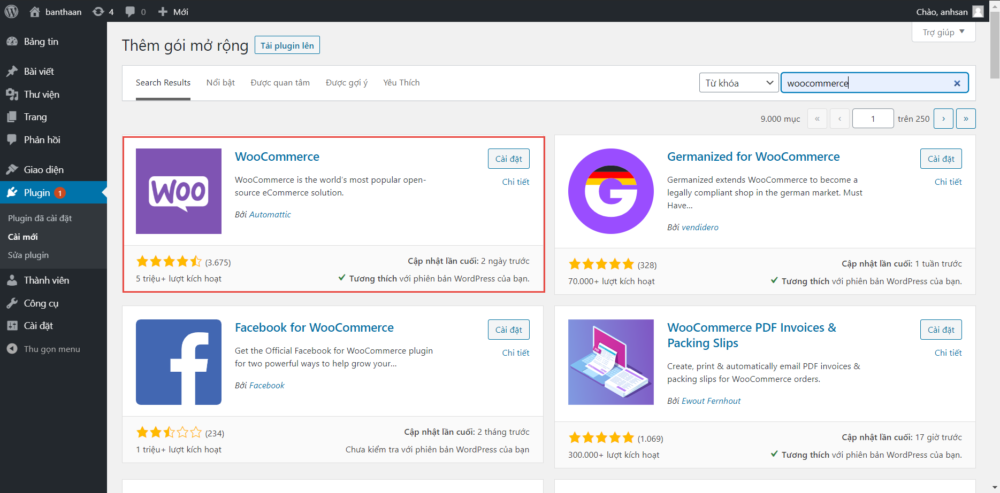 banthaan
4
0
Mới
Chào, anhsan
Bảng tin
Bài viết
Thư viện
Trang
Phản hồi
Giao diện
Plugin 1
Plugin đã cài đặt
Cài mới
Sửa plugin
Thành viên
Công cụ
Cài đặt
Thu gọn menu
Trợ giúp
Thêm gói mở rộng
Tải plugin lên
Search Results
Nổi bật
Được quan tâm
Được gợi ý
Yêu Thích
Từ khóa
woocommerce
9.000 mục
«
‹
1
trên 250
›
»
WOO
WooCommerce
Cài đặt
Chi tiết
WooCommerce is the world’s most popular open-
source eCommerce solution.
Bởi Automattic
(3.675)
5 triệu+ lượt kích hoạt
Cập nhật lần cuối: 2 ngày trước
Tương thích với phiên bản WordPress của bạn.
G
Germanized for WooCommerce
Cài đặt
Chi tiết
Germanized extends WooCommerce to become a
legally compliant shop in the german market. Must
Have...
Bởi vendidero
(328)
70.000+ lượt kích hoạt
Cập nhật lần cuối: 1 tuần trước
Tương thích với phiên bản WordPress của bạn.
f
Facebook for WooCommerce
Cài đặt
Chi tiết
Get the Official Facebook for WooCommerce plugin
for two powerful ways to help grow your...
Bởi Facebook
(234)
1 triệu+ lượt kích hoạt
Cập nhật lần cuối: 2 tháng trước
Chưa kiểm tra với phiên bản WordPress của bạn
PDF
WooCommerce PDF Invoices &
Packing Slips
Cài đặt
Chi tiết
Create, print & automatically email PDF invoices &
packing slips for WooCommerce orders.
Bởi Ewout Fernhout
(1.069)
300.000+ lượt kích hoạt
Cập nhật lần cuối: 17 giờ trước
Tương thích với phiên bản WordPress của bạn.